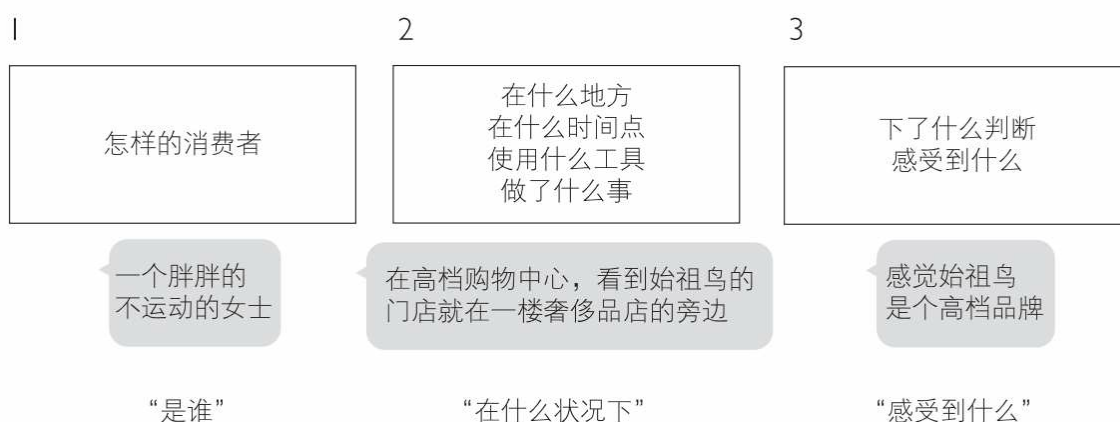 1
2
3
怎样的消费者
在什么地方
在什么时间点
使用什么工具
做了什么事
下了什么判断
感受到什么
一个胖胖的
不运动的女士
在高档购物中心，看到始祖鸟的
门店就在一楼奢侈品店的旁边
感觉始祖鸟
是个高档品牌
“是谁”
“在什么状况下”
“感受到什么”